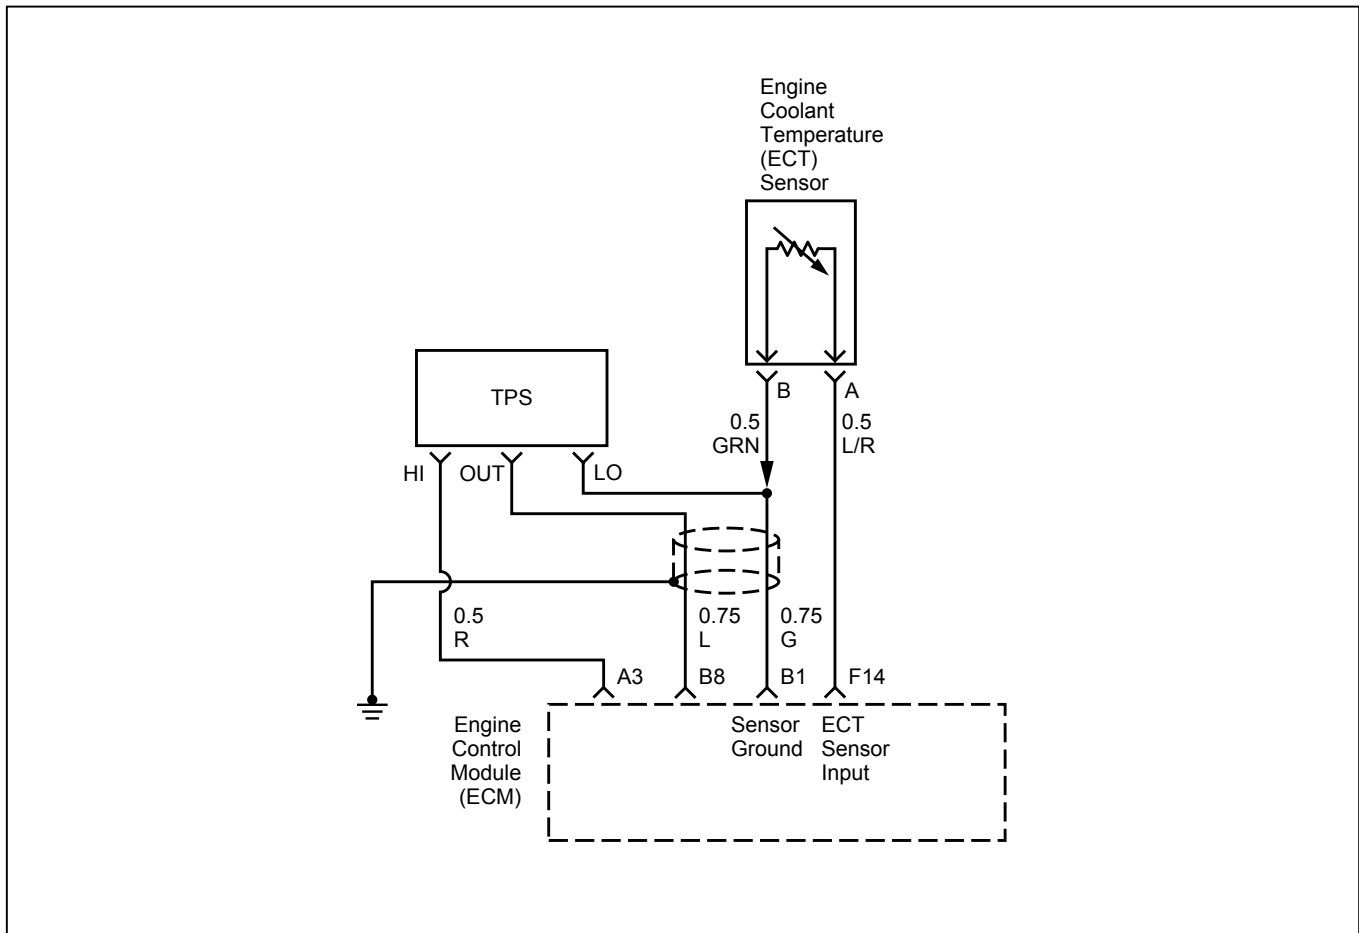 Engine
Coolant
Temperature
(ECT)
Sensor
TPS
B
A
0.5
GRN
0.5
L/R
HI
OUT
LO
0.5
R
0.75
L
0.75
G
A3
B8
B1
F14
Engine
Control
Module
(ECM)
Sensor
Ground
ECT
Sensor
Input